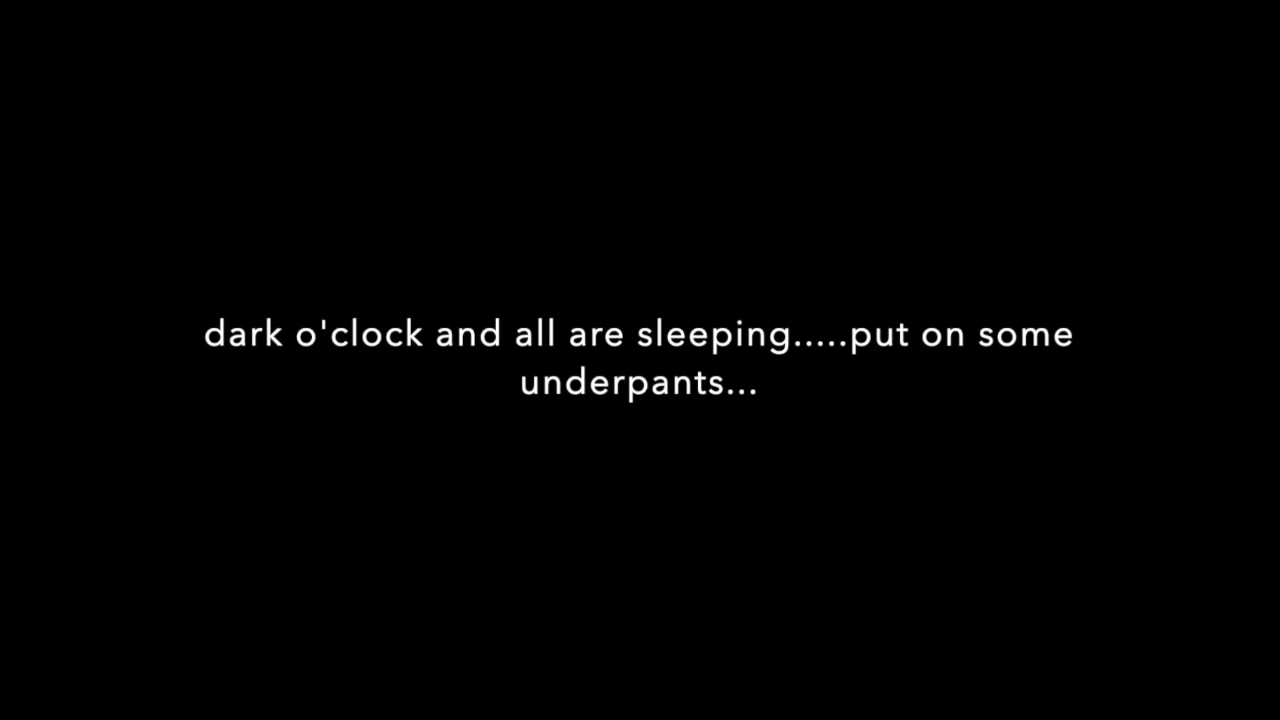 dark o'clock and all are sleeping.....put on some
underpants...